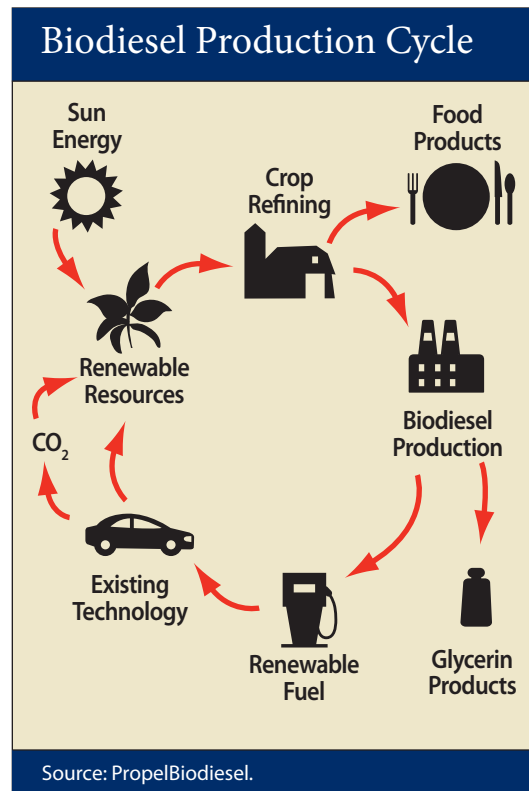 Biodiesel Production Cycle
Sun
Energy
Food
Products
Crop
Refining
Renewable
Resources
CO₂
Biodiesel
Production
Existing
Technology
Renewable
Fuel
Glycerin
Products
Source: PropelBiodiesel.